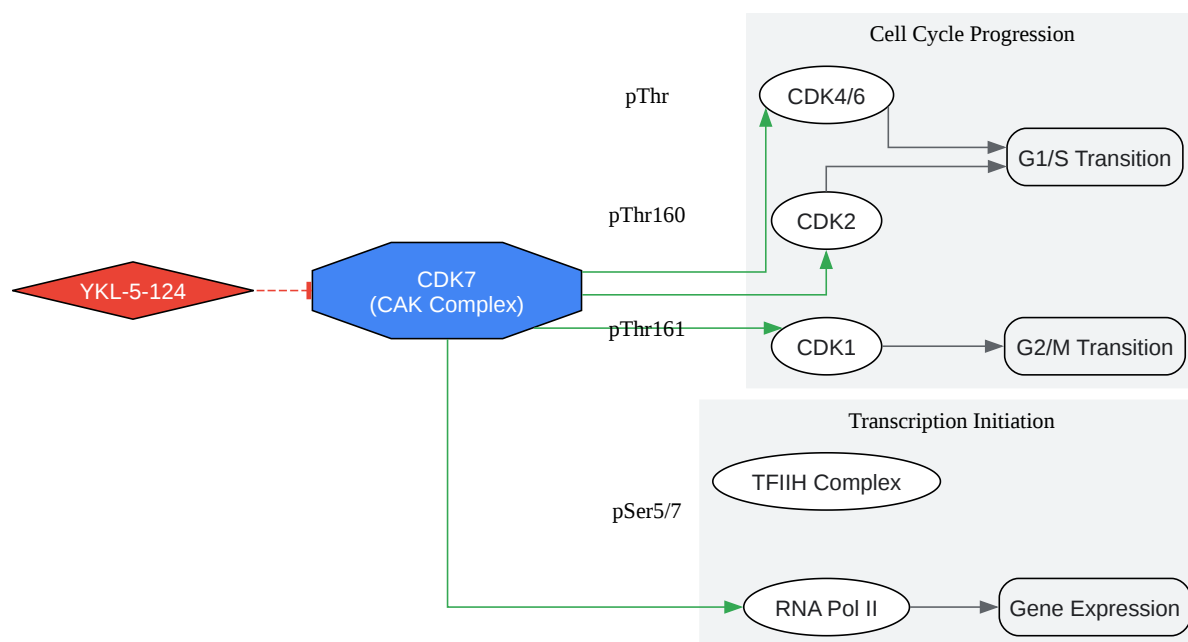 Cell Cycle Progression
pThr
CDK4/6
G1/S Transition
pThr160
CDK2
YKL-5-124
CDK7
(CAK Complex)
pThr161
CDK1
G2/M Transition
Transcription Initiation
TFIIH Complex
pSer5/7
RNA Pol II
Gene Expression